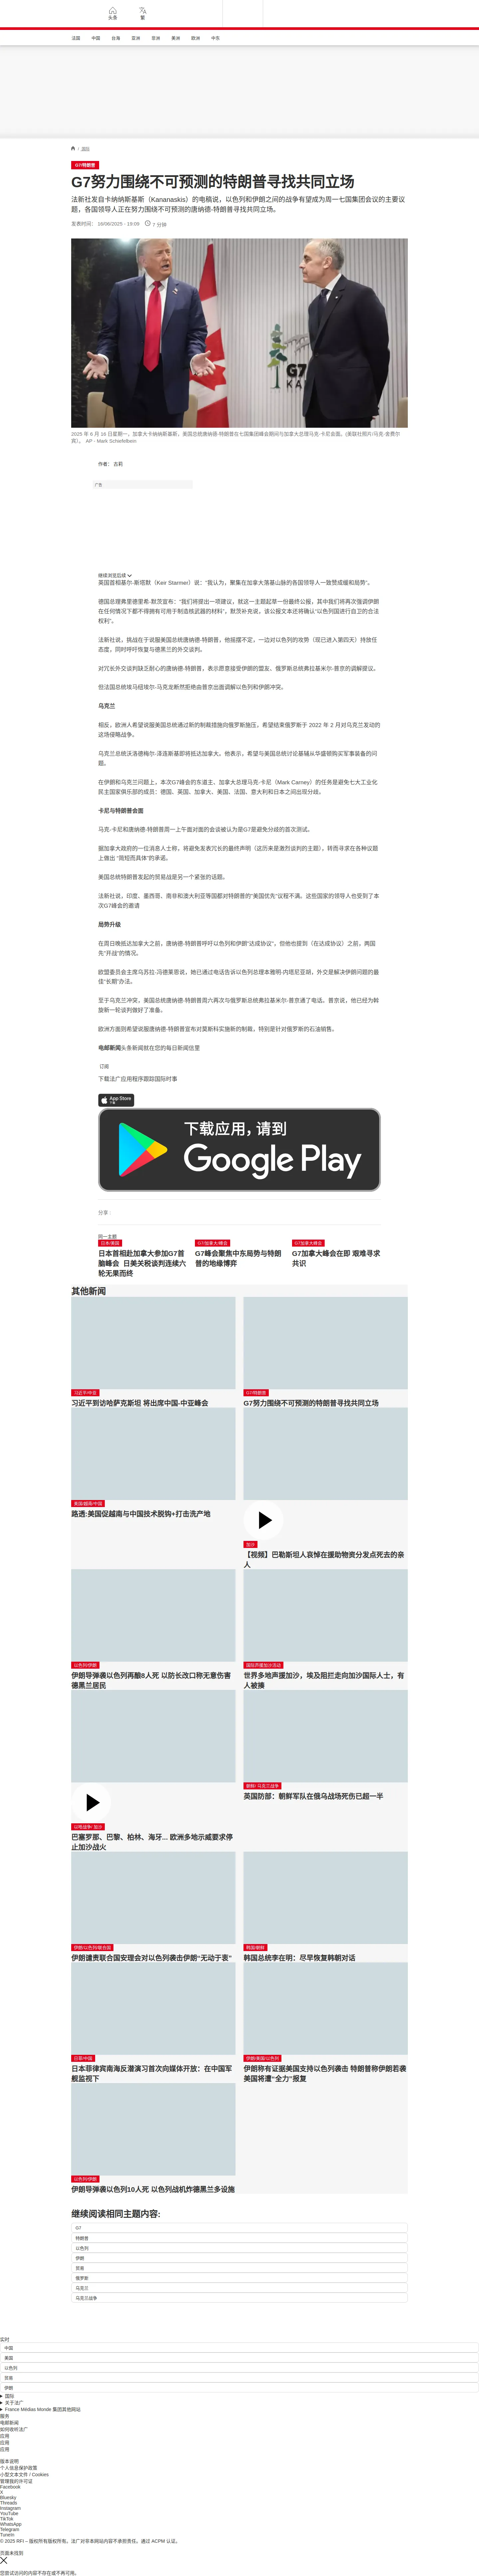 头条
繁
法国
中国
台海
亚洲
非洲
美洲
欧洲
中东
/ 国际
G7/特朗普
G7努力围绕不可预测的特朗普寻找共同立场
法新社发自卡纳纳斯基斯（Kananaskis）的电稿说，以色列和伊朗之间的战争有望成为周一七国集团会议的主要议题，各国领导人正在努力围绕不可预测的唐纳德-特朗普寻找共同立场。
发表时间： 16/06/2025 - 19:09
7 分钟
G7
2025 年 6 月 16 日星期一，加拿大卡纳纳斯基斯，美国总统唐纳德-特朗普在七国集团峰会期间与加拿大总理马克-卡尼会面。(美联社照片/马克-舍费尔宾)。 AP - Mark Schiefelbein
作者： 古莉
广告
继续浏览后续
英国首相基尔-斯塔默（Keir Starmer）说：“我认为，聚集在加拿大落基山脉的各国领导人一致赞成缓和局势”。
德国总理弗里德里希-默茨宣布：“我们将提出一项建议，就这一主题起草一份最终公报，其中我们将再次强调伊朗在任何情况下都不得拥有可用于制造核武器的材料”，默茨补充说，该公报文本还将确认“以色列国进行自卫的合法权利”。
法新社说，挑战在于说服美国总统唐纳德-特朗普，他摇摆不定，一边对以色列的攻势（现已进入第四天）持放任态度，同时呼吁恢复与德黑兰的外交谈判。
对冗长外交谈判缺乏耐心的唐纳德-特朗普，表示愿意接受伊朗的盟友、俄罗斯总统弗拉基米尔-普京的调解提议。
但法国总统埃马纽埃尔-马克龙断然拒绝由普京出面调解以色列和伊朗冲突。
乌克兰
相反，欧洲人希望说服美国总统通过新的制裁措施向俄罗斯施压，希望结束俄罗斯于 2022 年 2 月对乌克兰发动的这场侵略战争。
乌克兰总统沃洛德梅尔-泽连斯基即将抵达加拿大。他表示，希望与美国总统讨论基辅从华盛顿购买军事装备的问题。
在伊朗和乌克兰问题上，本次G7峰会的东道主、加拿大总理马克-卡尼（Mark Carney）的任务是避免七大工业化民主国家俱乐部的成员：德国、英国、加拿大、美国、法国、意大利和日本之间出现分歧。
卡尼与特朗普会面
马克-卡尼和唐纳德-特朗普周一上午面对面的会谈被认为是G7是避免分歧的首次测试。
据加拿大政府的一位消息人士称，将避免发表冗长的最终声明（这历来是激烈谈判的主题），转而寻求在各种议题上做出 “简短而具体”的承诺。
美国总统特朗普发起的贸易战是另一个紧张的话题。
法新社说，印度、墨西哥、南非和澳大利亚等国都对特朗普的“美国优先”议程不满。这些国家的领导人也受到了本次G7峰会的邀请
局势升级
在周日晚抵达加拿大之前，唐纳德-特朗普呼吁以色列和伊朗“达成协议”，但他也提到（在达成协议）之前，两国先“开战”的情况。
欧盟委员会主席乌苏拉-冯德莱恩说，她已通过电话告诉以色列总理本雅明-内塔尼亚胡，外交是解决伊朗问题的最佳“长期”办法。
至于乌克兰冲突，美国总统唐纳德-特朗普周六再次与俄罗斯总统弗拉基米尔-普京通了电话。普京说，他已经为斡旋新一轮谈判做好了准备。
欧洲方面则希望说服唐纳德-特朗普宣布对莫斯科实施新的制裁，特别是针对俄罗斯的石油销售。
电邮新闻头条新闻就在您的每日新闻信里
订阅
下载法广应用程序跟踪国际时事
App Store
下载应用，请到
Google Play
分享 :
同一主题
日本/美国
日本首相赴加拿大参加G7首脑峰会 日美关税谈判连续六轮无果而终
G7/加拿大/峰会
G7峰会聚焦中东局势与特朗普的地缘博弈
G7加拿大峰会
G7加拿大峰会在即 艰难寻求共识
其他新闻
习近平/中亚
习近平到访哈萨克斯坦 将出席中国-中亚峰会
G7/特朗普
G7努力围绕不可预测的特朗普寻找共同立场
美国/越南/中国
路透:美国促越南与中国技术脱钩+打击洗产地
加沙
【视频】巴勒斯坦人哀悼在援助物资分发点死去的亲人
以色列/伊朗
伊朗导弹袭以色列再酿8人死 以防长改口称无意伤害德黑兰居民
国际声援加沙活动
世界多地声援加沙，埃及阻拦走向加沙国际人士，有人被揍
以哈战争/ 加沙
巴塞罗那、巴黎、柏林、海牙... 欧洲多地示威要求停止加沙战火
朝鲜/ 乌克兰战争
英国防部：朝鲜军队在俄乌战场死伤已超一半
伊朗/以色列/联合国
伊朗谴责联合国安理会对以色列袭击伊朗“无动于衷”
韩国/朝鲜
韩国总统李在明：尽早恢复韩朝对话
日菲/中国
日本菲律宾南海反潜演习首次向媒体开放：在中国军舰监视下
伊朗/美国/以色列
伊朗称有证据美国支持以色列袭击 特朗普称伊朗若袭美国将遭“全力”报复
以色列/伊朗
伊朗导弹袭以色列10人死 以色列战机炸德黑兰多设施
继续阅读相同主题内容:
G7
特朗普
以色列
伊朗
贸易
俄罗斯
乌克兰
乌克兰战争
实时
中国
美国
以色列
贸易
伊朗
国际
关于法广
France Médias Monde 集团其他网站
服务
电邮新闻
如何收听法广
应用
应用
应用
版本说明
个人信息保护政策
小型文本文件 / Cookies
管理我的许可证
Facebook
X
Bluesky
Threads
Instagram
YouTube
TikTok
WhatsApp
Telegram
TuneIn
© 2025 RFI – 版权所有版权所有。法广对非本网站内容不承担责任。通过 ACPM 认证。
页面未找到
您尝试访问的内容不存在或不再可用。